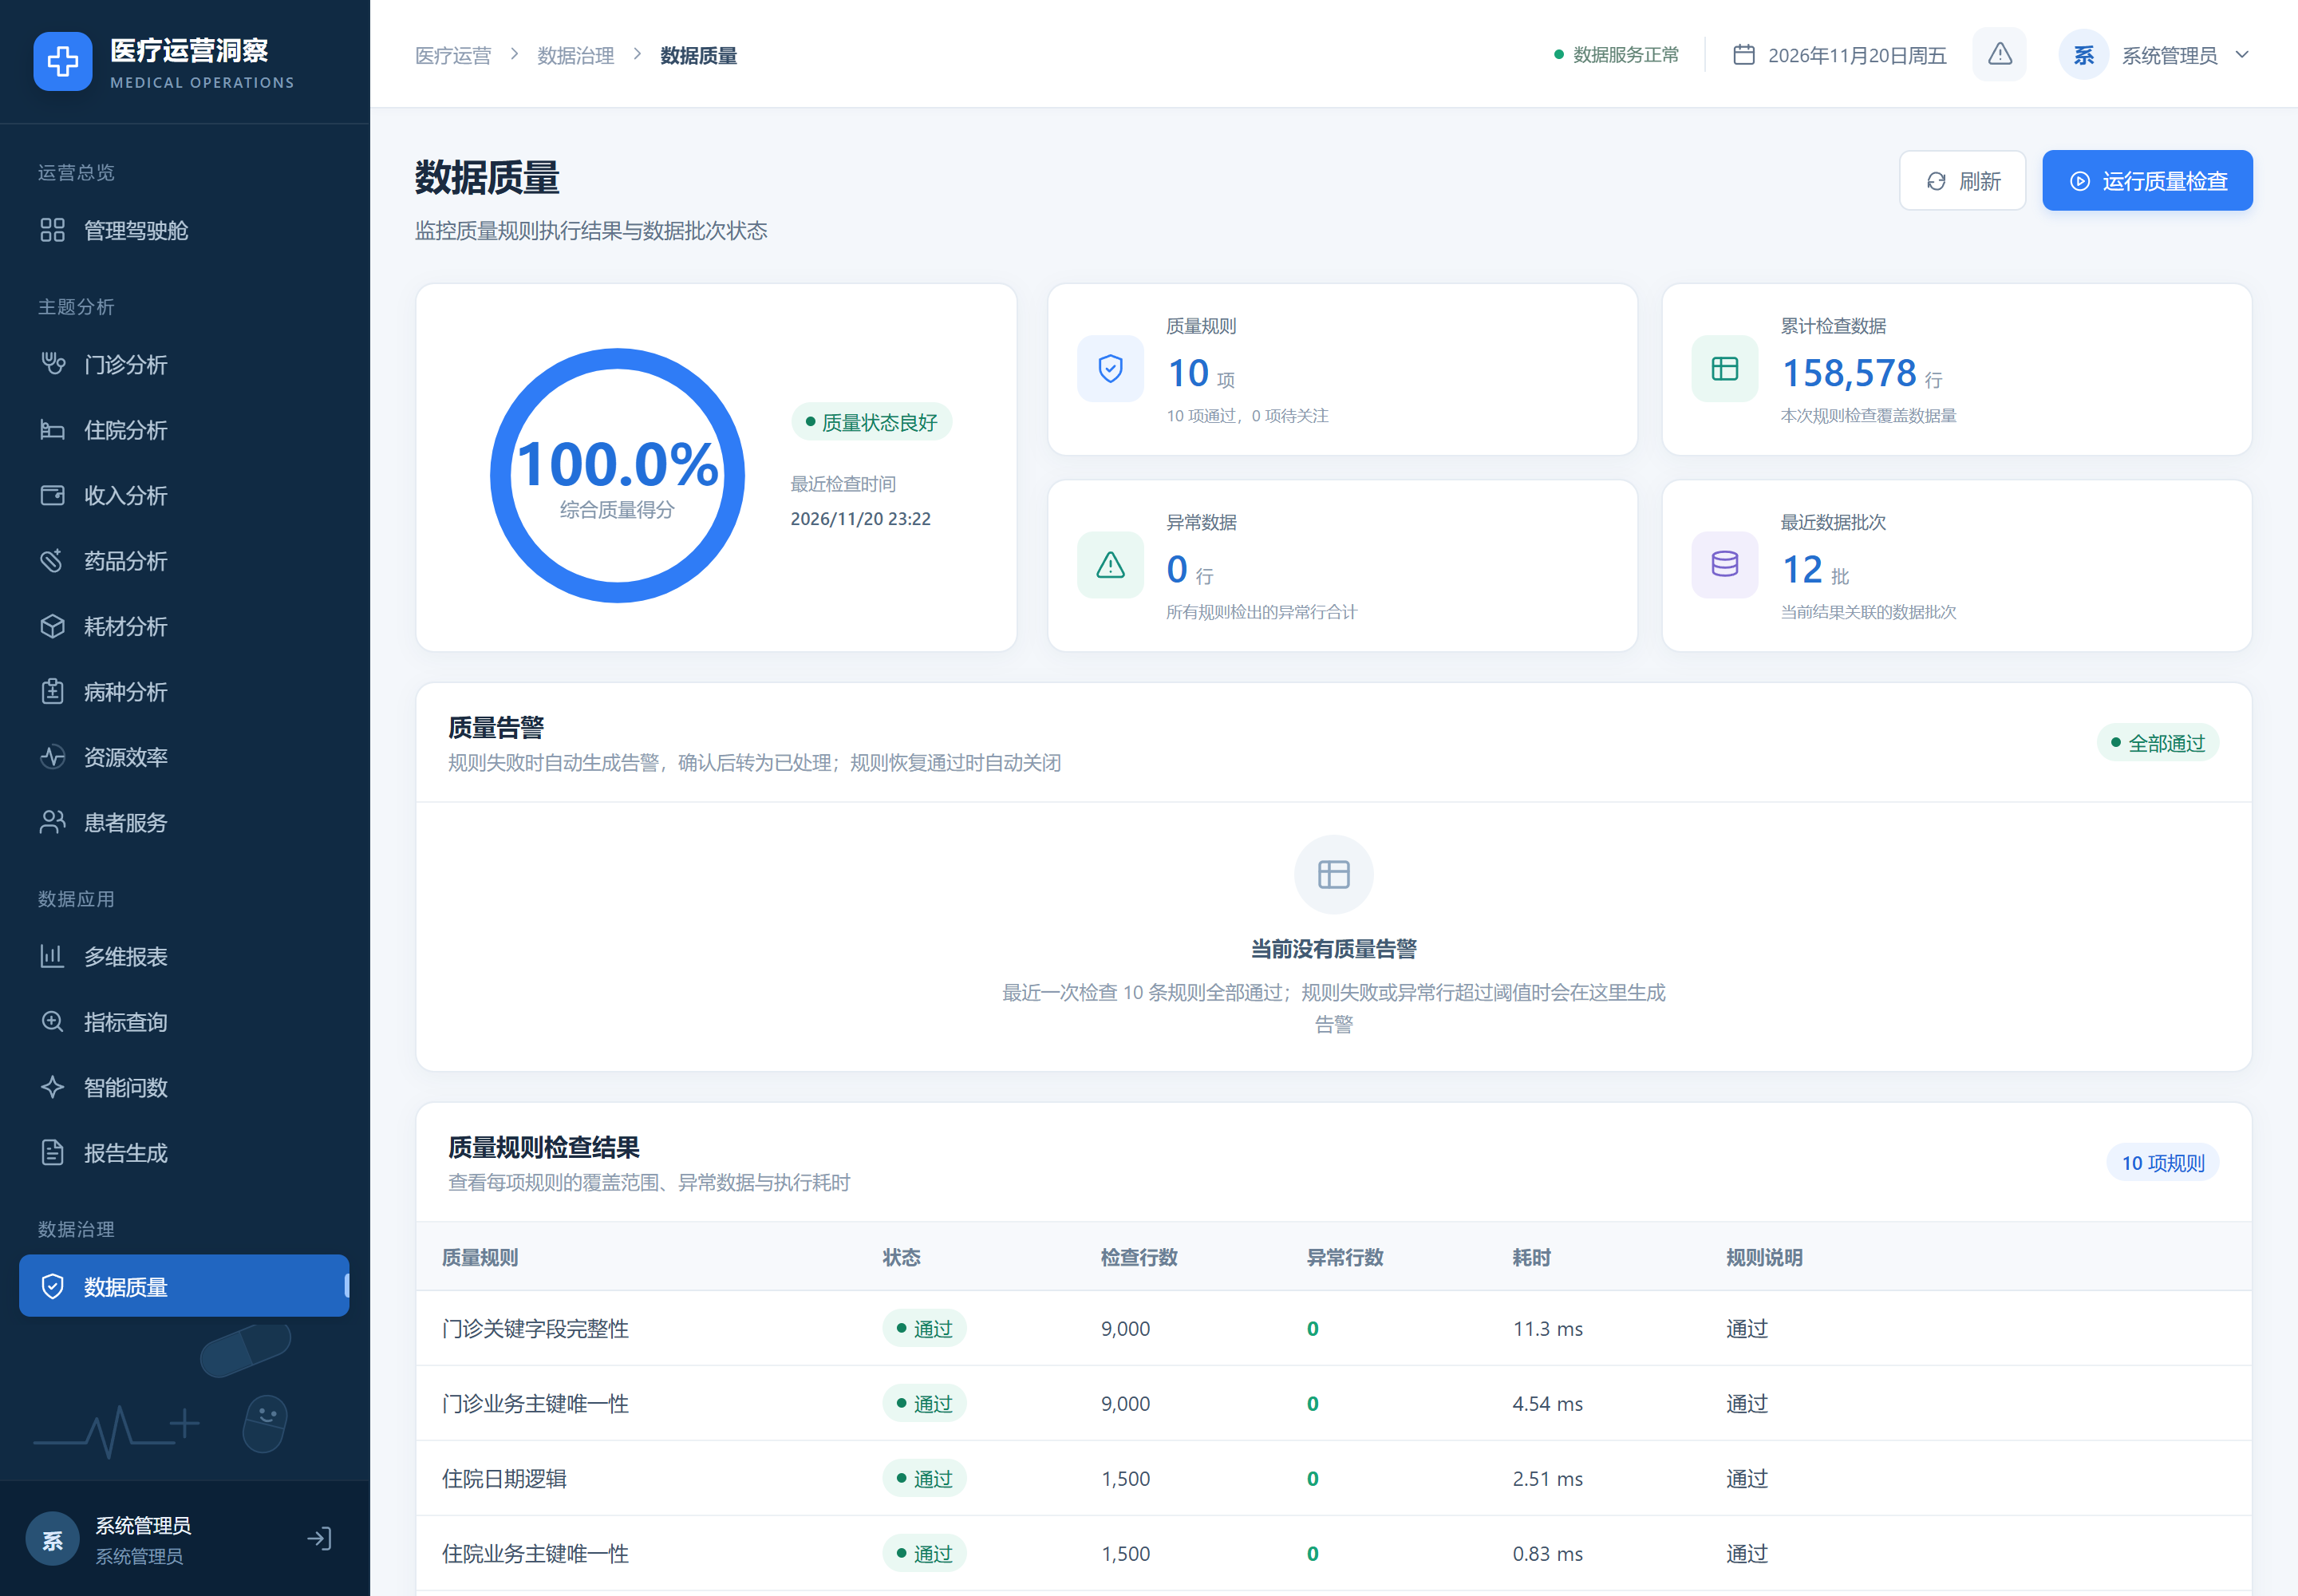 医疗运营洞察
MEDICAL OPERATIONS
运营总览
管理驾驶舱
主题分析
门诊分析
住院分析
收入分析
药品分析
耗材分析
病种分析
资源效率
患者服务
数据应用
多维报表
指标查询
智能问数
报告生成
数据治理
数据质量
系
系统管理员
系统管理员
医疗运营 > 数据治理 > 数据质量
数据服务正常
2026年11月20日周五
系 系统管理员
数据质量
监控质量规则执行结果与数据批次状态
刷新
运行质量检查
100.0%
综合质量得分
质量状态良好
最近检查时间
2026/11/20 23:22
质量规则
10 项
10 项通过，0 项待关注
累计检查数据
158,578 行
本次规则检查覆盖数据量
异常数据
0 行
所有规则检出的异常行合计
最近数据批次
12 批
当前结果关联的数据批次
质量告警
规则失败时自动生成告警，确认后转为已处理；规则恢复通过时自动关闭
全部通过
当前没有质量告警
最近一次检查 10 条规则全部通过；规则失败或异常行超过阈值时会在这里生成
告警
质量规则检查结果
查看每项规则的覆盖范围、异常数据与执行耗时
10 项规则
质量规则 状态 检查行数 异常行数 耗时 规则说明
门诊关键字段完整性 通过 9,000 0 11.3 ms 通过
门诊业务主键唯一性 通过 9,000 0 4.54 ms 通过
住院日期逻辑 通过 1,500 0 2.51 ms 通过
住院业务主键唯一性 通过 1,500 0 0.83 ms 通过